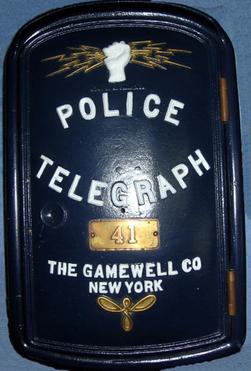 POLICE
TELEGRAPH
41
THE GAMEWELL CO
NEW YORK